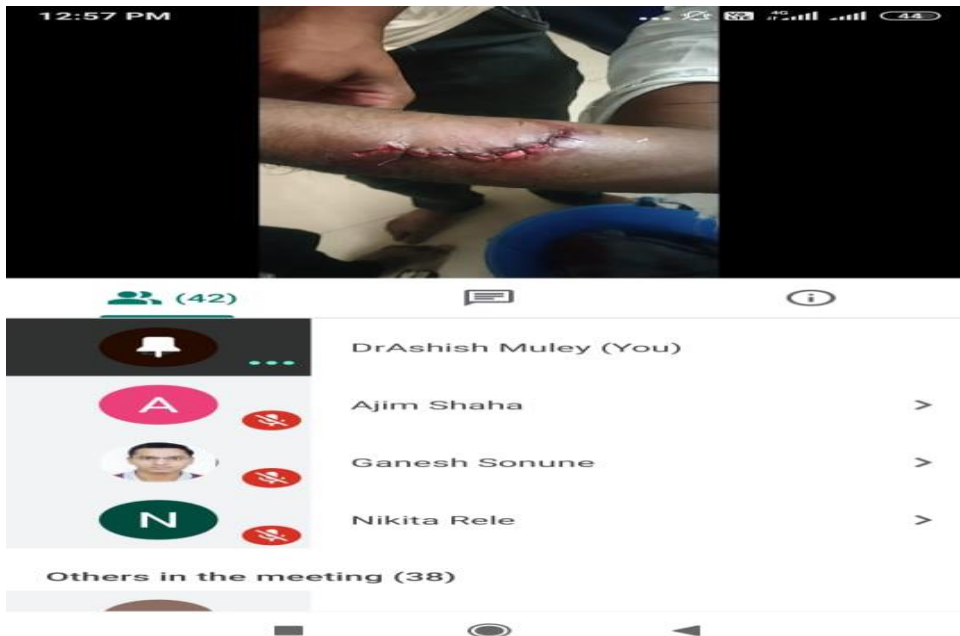 12:57 PM
4G
44
(42)
DrAshish Muley (You)
A
Ajim Shaha
Ganesh Sonune
N
Nikita Rele
Others in the meeting (38)